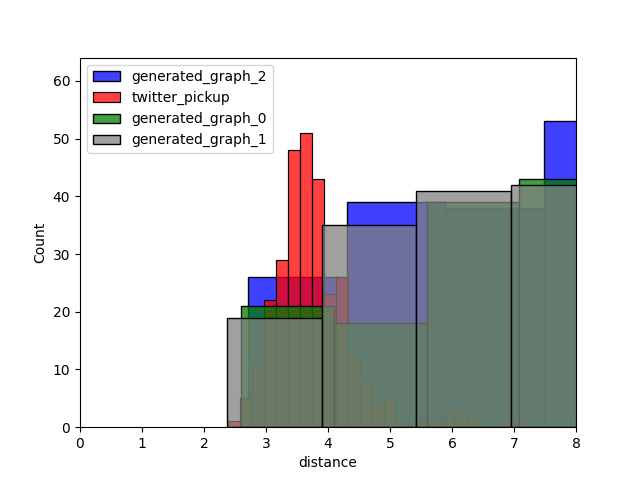 generated_graph_2
twitter_pickup
generated_graph_0
generated_graph_1
60
50
40
30
20
10
0
Count
0 1 2 3 4 5 6 7 8
distance